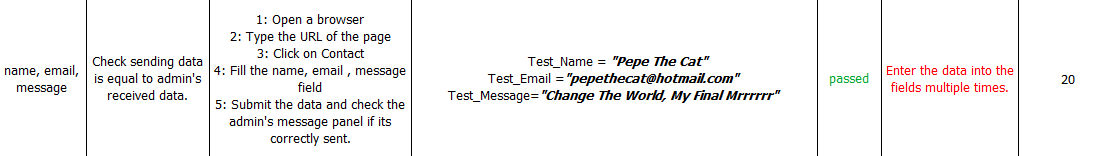 name, email,
message
Check sending data
is equal to admin's
received data.
1: Open a browser
2: Type the URL of the page
3: Click on Contact
4: Fill the name, email , message
field
5: Submit the data and check the
admin's message panel if its
correctly sent.
Test_Name = "Pepe The Cat"
Test_Email ="pepethecat@hotmail.com"
Test_Message="Change The World, My Final Mrrrrrr"
passed
Enter the data into the
fields multiple times.
20